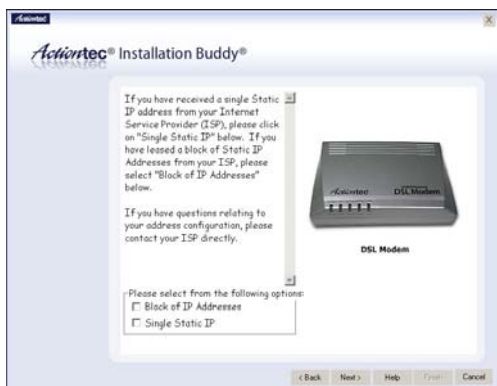 Actiontec
X
Actiontec® Installation Buddy®
If you have received a single Static
IP address from your Internet
Service Provider (ISP), please click
on "Single Static IP" below. If you
have leased a block of Static IP
Addresses from your ISP, please
select "Block of IP Addresses"
below.
If you have questions relating to
your address configuration, please
contact your ISP directly.
Actiontec
DSL Modem
DSL Modem
Please select from the following options:
Block of IP Addresses
Single Static IP
< Back Next > Help Finish Cancel